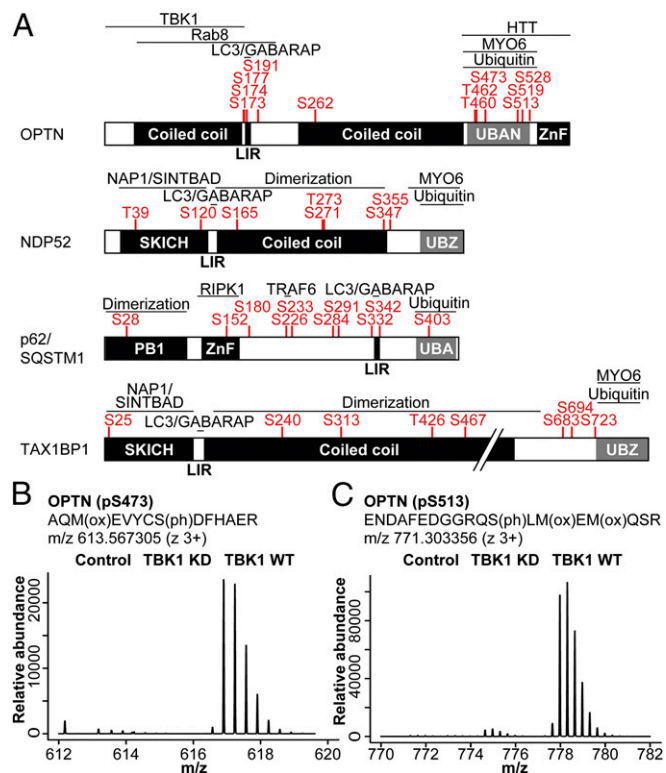 A
TBK1
HTT
Rab8
MYO6
LC3/GABARAP
Ubiquitin
S191
S177
S174
S173
S262
S473
S528
T462
S519
T460
S513
OPTN
Coiled coil
Coiled coil
UBAN
ZnF
LIR
NAP1/SINTBAD
Dimerization
MYO6
LC3/GABARAP
T273
S355
Ubiquitin
T39
S120
S165
S271
S347
NDP52
SKICH
Coiled coil
UBZ
LIR
RIPK1
TRAF6
LC3/GABARAP
Dimerization
S180
S233
S291
S342
Ubiquitin
S28
S152
S226
S284
S332
S403
p62/
SQSTM1
PB1
ZnF
UBA
LIR
NAP1/
SINTBAD
Dimerization
MYO6
Ubiquitin
S25
LC3/GABARAP
S240
S313
T426
S467
S694
S683
S723
TAX1BP1
SKICH
Coiled coil
UBZ
LIR
B
OPTN (pS473)
AQM(ox)EVYCS(ph)DFHAER
m/z 613.567305 (z 3+)
Control TBK1 KD TBK1 WT
Relative abundance
20000
10000
0
612 614 616 618 620
m/z
C
OPTN (pS513)
ENDAFEDGGRQS(ph)LM(ox)EM(ox)QSR
m/z 771.303356 (z 3+)
Control TBK1 KD TBK1 WT
Relative abundance
80000
40000
0
770 772 774 776 778 780 782
m/z